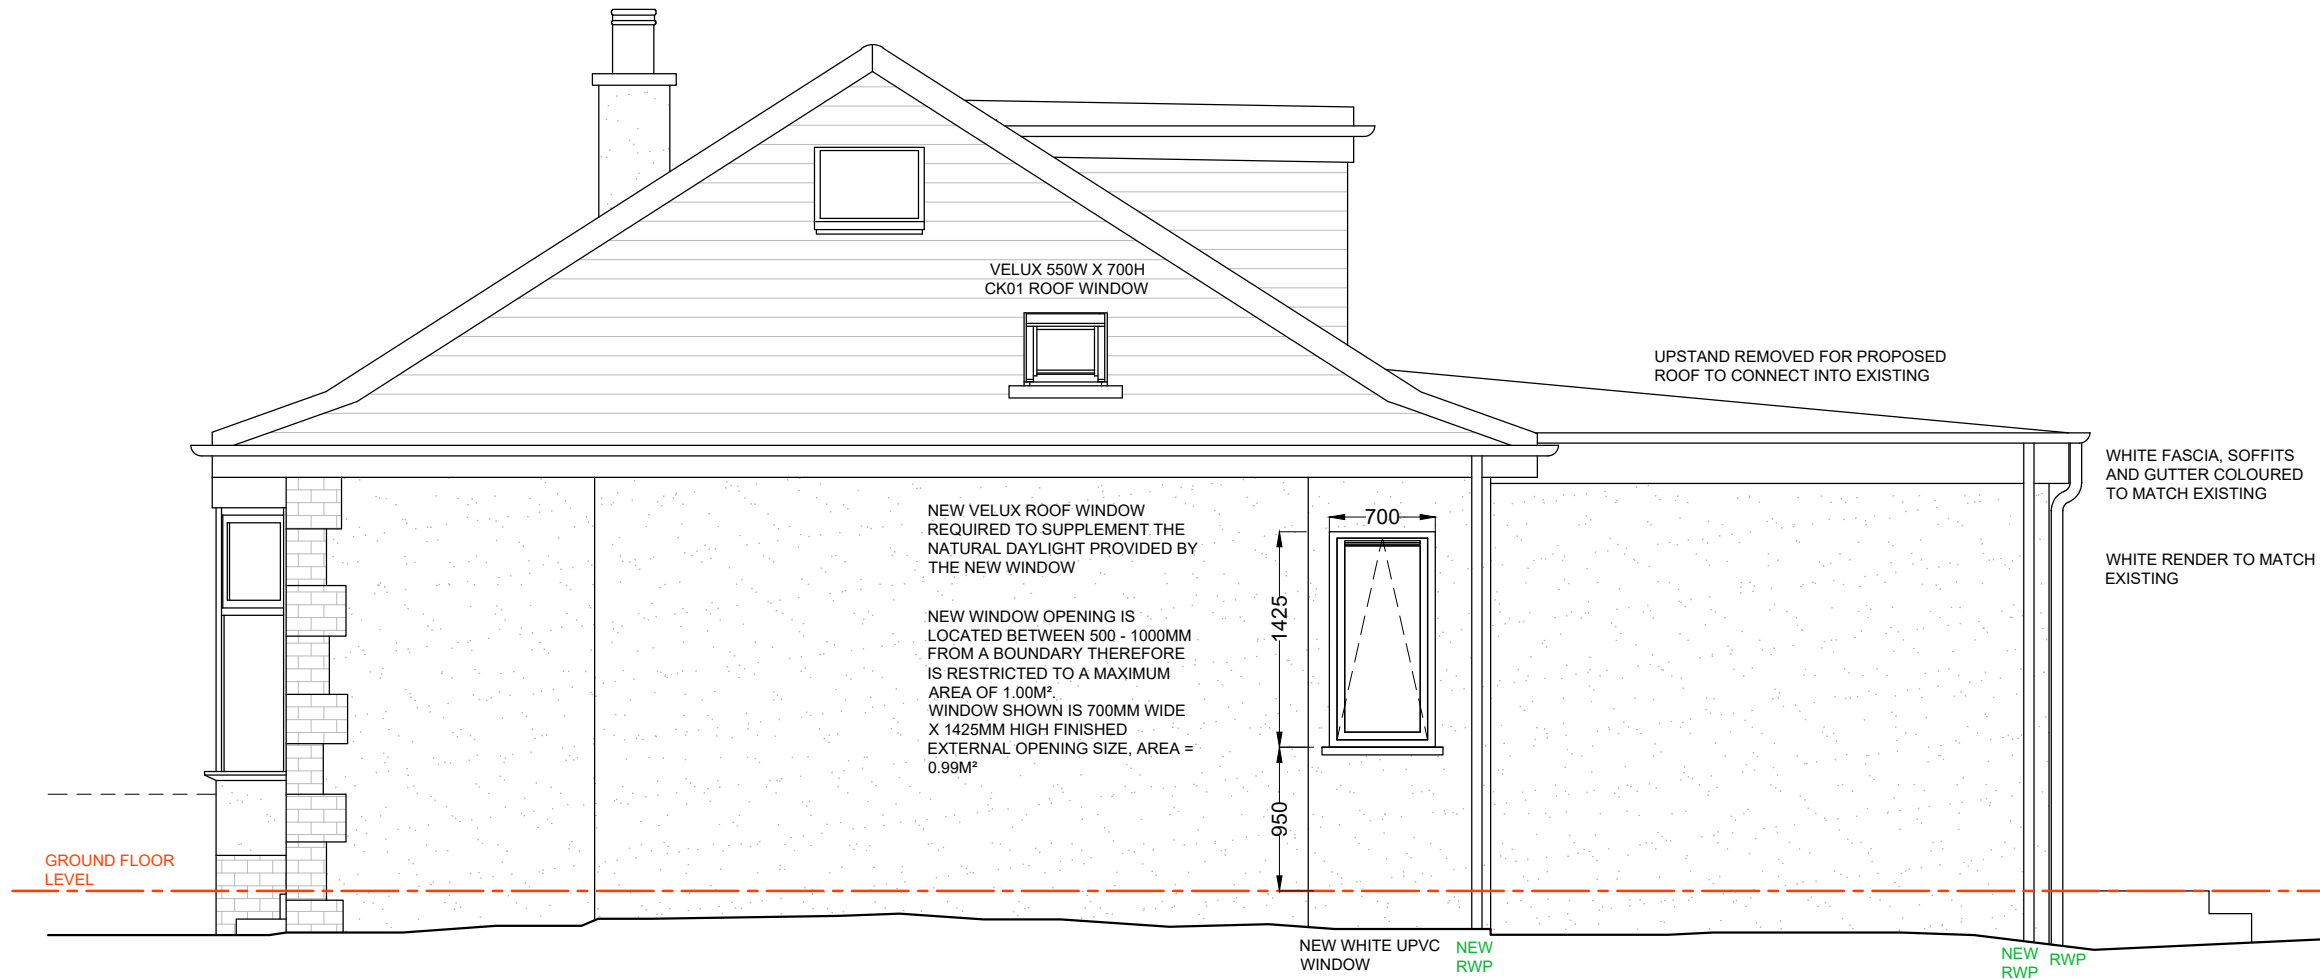 VELUX 550W X 700H
CK01 ROOF WINDOW
UPSTAND REMOVED FOR PROPOSED
ROOF TO CONNECT INTO EXISTING
WHITE FASCIA, SOFFITS
AND GUTTER COLOURED
TO MATCH EXISTING
WHITE RENDER TO MATCH
EXISTING
NEW VELUX ROOF WINDOW
REQUIRED TO SUPPLEMENT THE
NATURAL DAYLIGHT PROVIDED BY
THE NEW WINDOW
NEW WINDOW OPENING IS
LOCATED BETWEEN 500 - 1000MM
FROM A BOUNDARY THEREFORE
IS RESTRICTED TO A MAXIMUM
AREA OF 1.00M².
WINDOW SHOWN IS 700MM WIDE
X 1425MM HIGH FINISHED
EXTERNAL OPENING SIZE, AREA =
0.99M²
700
1425
950
GROUND FLOOR
LEVEL
NEW WHITE UPVC
WINDOW
NEW
RWP
NEW
RWP
RWP